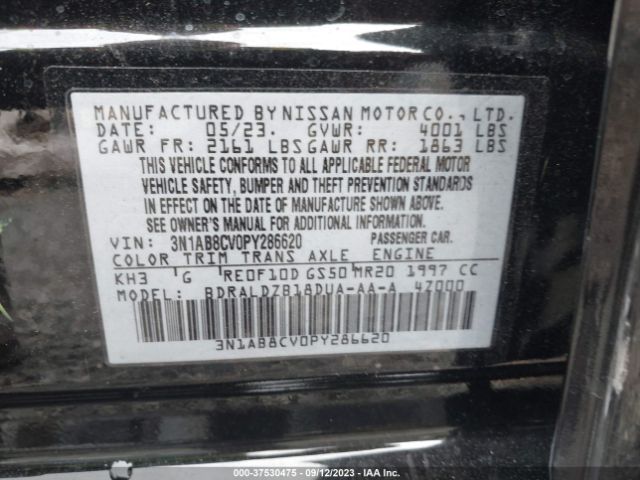 MANUFACTURED BY NISSAN MOTOR CO., LTD.
DATE: 05/23. GVWR: 4001 LBS
GAWR FR: 2161 LBS GAWR RR: 1863 LBS
THIS VEHICLE CONFORMS TO ALL APPLICABLE FEDERAL MOTOR
VEHICLE SAFETY, BUMPER AND THEFT PREVENTION STANDARDS
IN EFFECT ON THE DATE OF MANUFACTURE SHOWN ABOVE.
SEE OWNER'S MANUAL FOR ADDITIONAL INFORMATION.
VIN: 3N1AB8CV0PY286620 PASSENGER CAR.
COLOR TRIM TRANS AXLE ENGINE
KH3 G RE0F10D GS50 MR20 1997 CC
MODEL: BDRALDZB18DUA-AA-A 4Z000
3N1AB8CV0PY286620
000-37530475 - 09/12/2023 - IAA Inc.